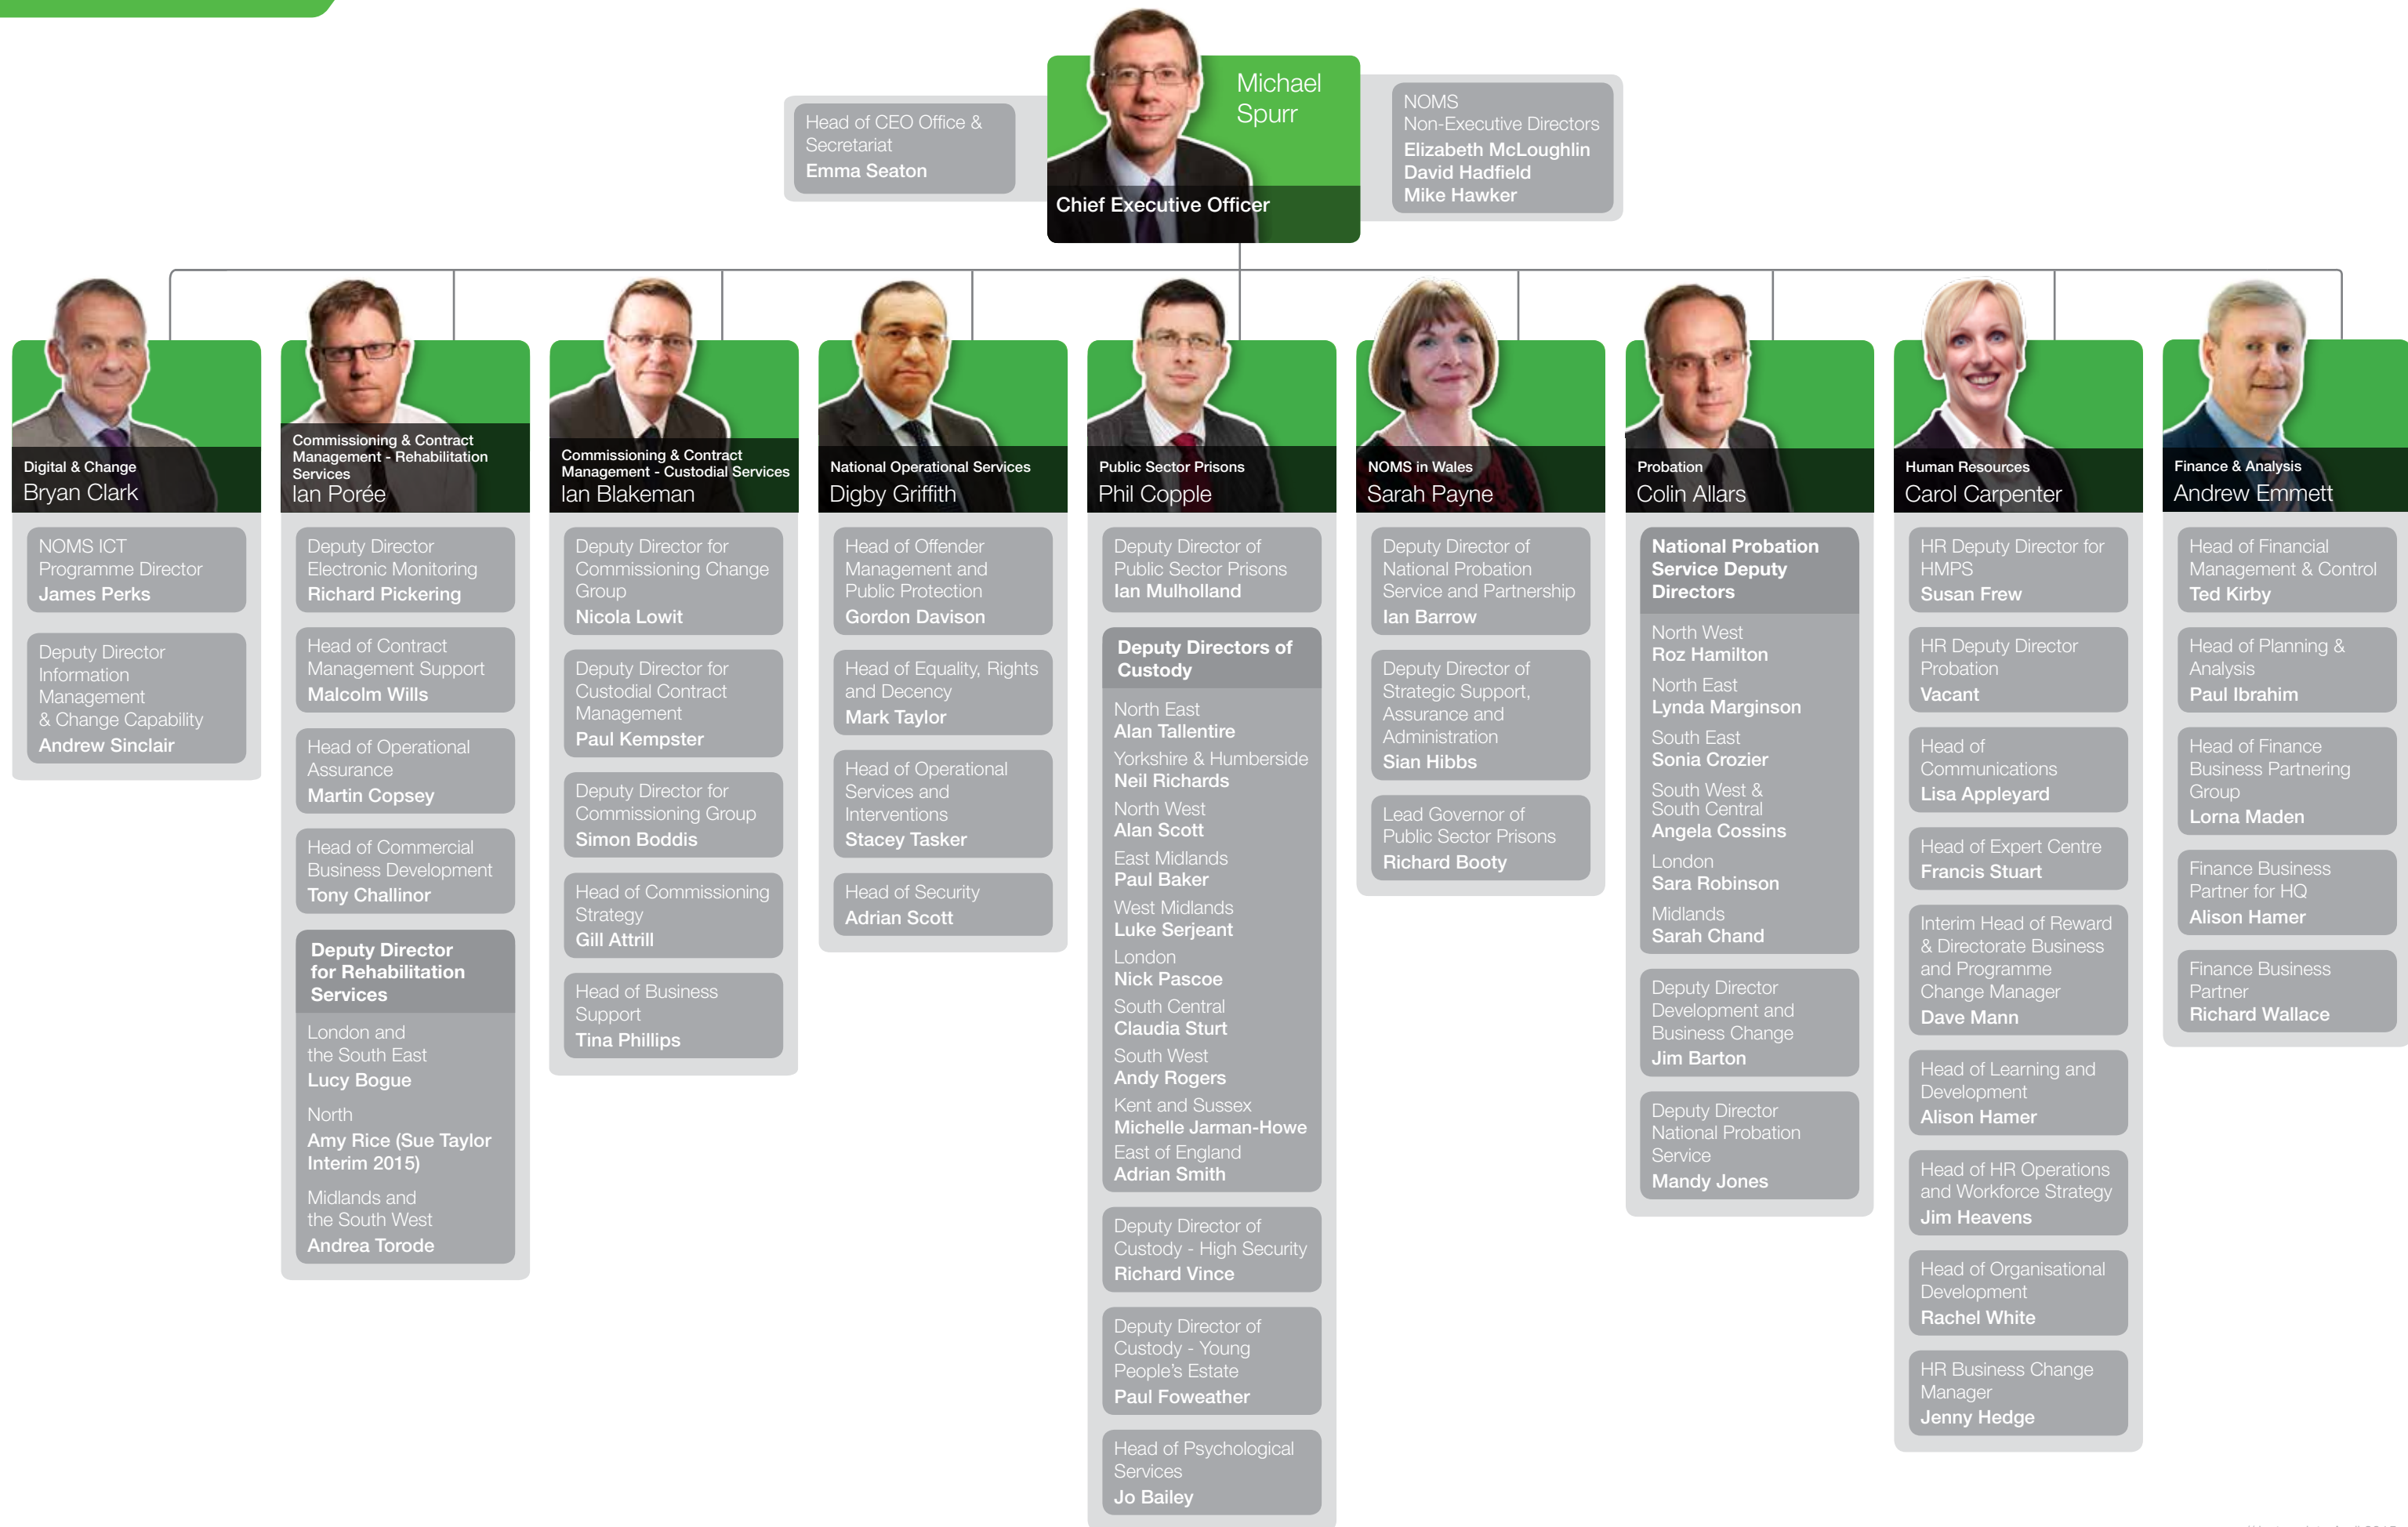 Michael
Spurr
Chief Executive Officer
Head of CEO Office &
Secretariat
Emma Seaton
NOMS
Non-Executive Directors
Elizabeth McLoughlin
David Hadfield
Mike Hawker
Digital & Change
Bryan Clark
NOMS ICT
Programme Director
James Perks
Deputy Director
Information
Management
& Change Capability
Andrew Sinclair
Commissioning & Contract
Management - Rehabilitation
Services
Ian Porée
Deputy Director
Electronic Monitoring
Richard Pickering
Head of Contract
Management Support
Malcolm Wills
Head of Operational
Assurance
Martin Copsey
Head of Commercial
Business Development
Tony Challinor
Deputy Director
for Rehabilitation
Services
London and
the South East
Lucy Bogue
North
Amy Rice (Sue Taylor
Interim 2015)
Midlands and
the South West
Andrea Torode
Commissioning & Contract
Management - Custodial Services
Ian Blakeman
Deputy Director for
Commissioning Change
Group
Nicola Lowit
Deputy Director for
Custodial Contract
Management
Paul Kempster
Deputy Director for
Commissioning Group
Simon Boddis
Head of Commissioning
Strategy
Gill Attrill
Head of Business
Support
Tina Phillips
National Operational Services
Digby Griffith
Head of Offender
Management and
Public Protection
Gordon Davison
Head of Equality, Rights
and Decency
Mark Taylor
Head of Operational
Services and
Interventions
Stacey Tasker
Head of Security
Adrian Scott
Public Sector Prisons
Phil Copple
Deputy Director of
Public Sector Prisons
Ian Mulholland
Deputy Directors of
Custody
North East
Alan Tallentire
Yorkshire & Humberside
Neil Richards
North West
Alan Scott
East Midlands
Paul Baker
West Midlands
Luke Serjeant
London
Nick Pascoe
South Central
Claudia Sturt
South West
Andy Rogers
Kent and Sussex
Michelle Jarman-Howe
East of England
Adrian Smith
Deputy Director of
Custody - High Security
Richard Vince
Deputy Director of
Custody - Young
People's Estate
Paul Foweather
Head of Psychological
Services
Jo Bailey
NOMS in Wales
Sarah Payne
Deputy Director of
National Probation
Service and Partnership
Ian Barrow
Deputy Director of
Strategic Support,
Assurance and
Administration
Sian Hibbs
Lead Governor of
Public Sector Prisons
Richard Booty
Probation
Colin Allars
National Probation
Service Deputy
Directors
North West
Roz Hamilton
North East
Lynda Marginson
South East
Sonia Crozier
South West &
South Central
Angela Cossins
London
Sara Robinson
Midlands
Sarah Chand
Deputy Director
Development and
Business Change
Jim Barton
Deputy Director
National Probation
Service
Mandy Jones
Human Resources
Carol Carpenter
HR Deputy Director for
HMPS
Susan Frew
HR Deputy Director
Probation
Vacant
Head of
Communications
Lisa Appleyard
Head of Expert Centre
Francis Stuart
Interim Head of Reward
& Directorate Business
and Programme
Change Manager
Dave Mann
Head of Learning and
Development
Alison Hamer
Head of HR Operations
and Workforce Strategy
Jim Heavens
Head of Organisational
Development
Rachel White
HR Business Change
Manager
Jenny Hedge
Finance & Analysis
Andrew Emmett
Head of Financial
Management & Control
Ted Kirby
Head of Planning &
Analysis
Paul Ibrahim
Head of Finance
Business Partnering
Group
Lorna Maden
Finance Business
Partner for HQ
Alison Hamer
Finance Business
Partner
Richard Wallace